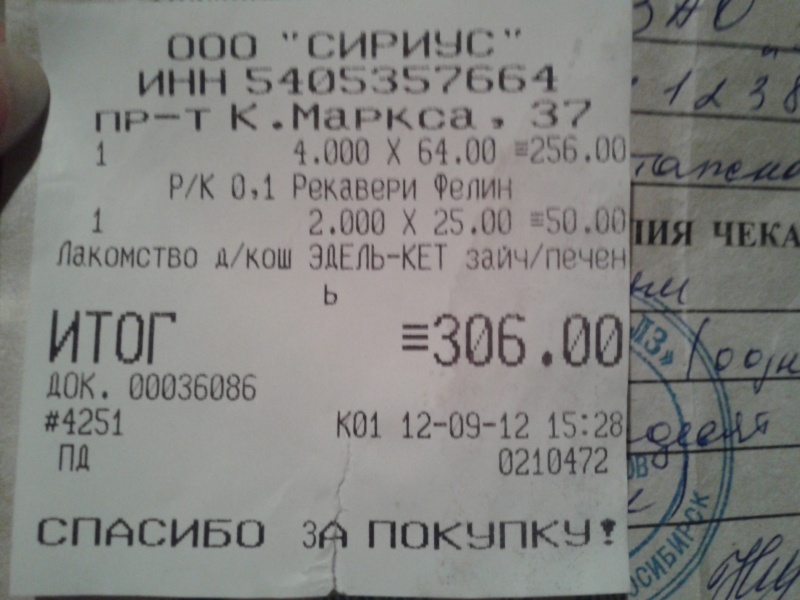 ООО "СИРИУС"
ИНН 5405357664
пр-т К.Маркса, 37
1 4.000 X 64.00 ≡256.00
Р/К 0,1 Рекавери Фелин
1 2.000 X 25.00 ≡50.00
Лакомство д/кош ЭДЕЛЬ-КЕТ зайч/печен
ь
ИТОГ ≡306.00
ДОК. 00036086
#4251 К01 12-09-12 15:28
ПД 0210472
СПАСИБО ЗА ПОКУПКУ!
ЗАО
1238
ЧЕКА